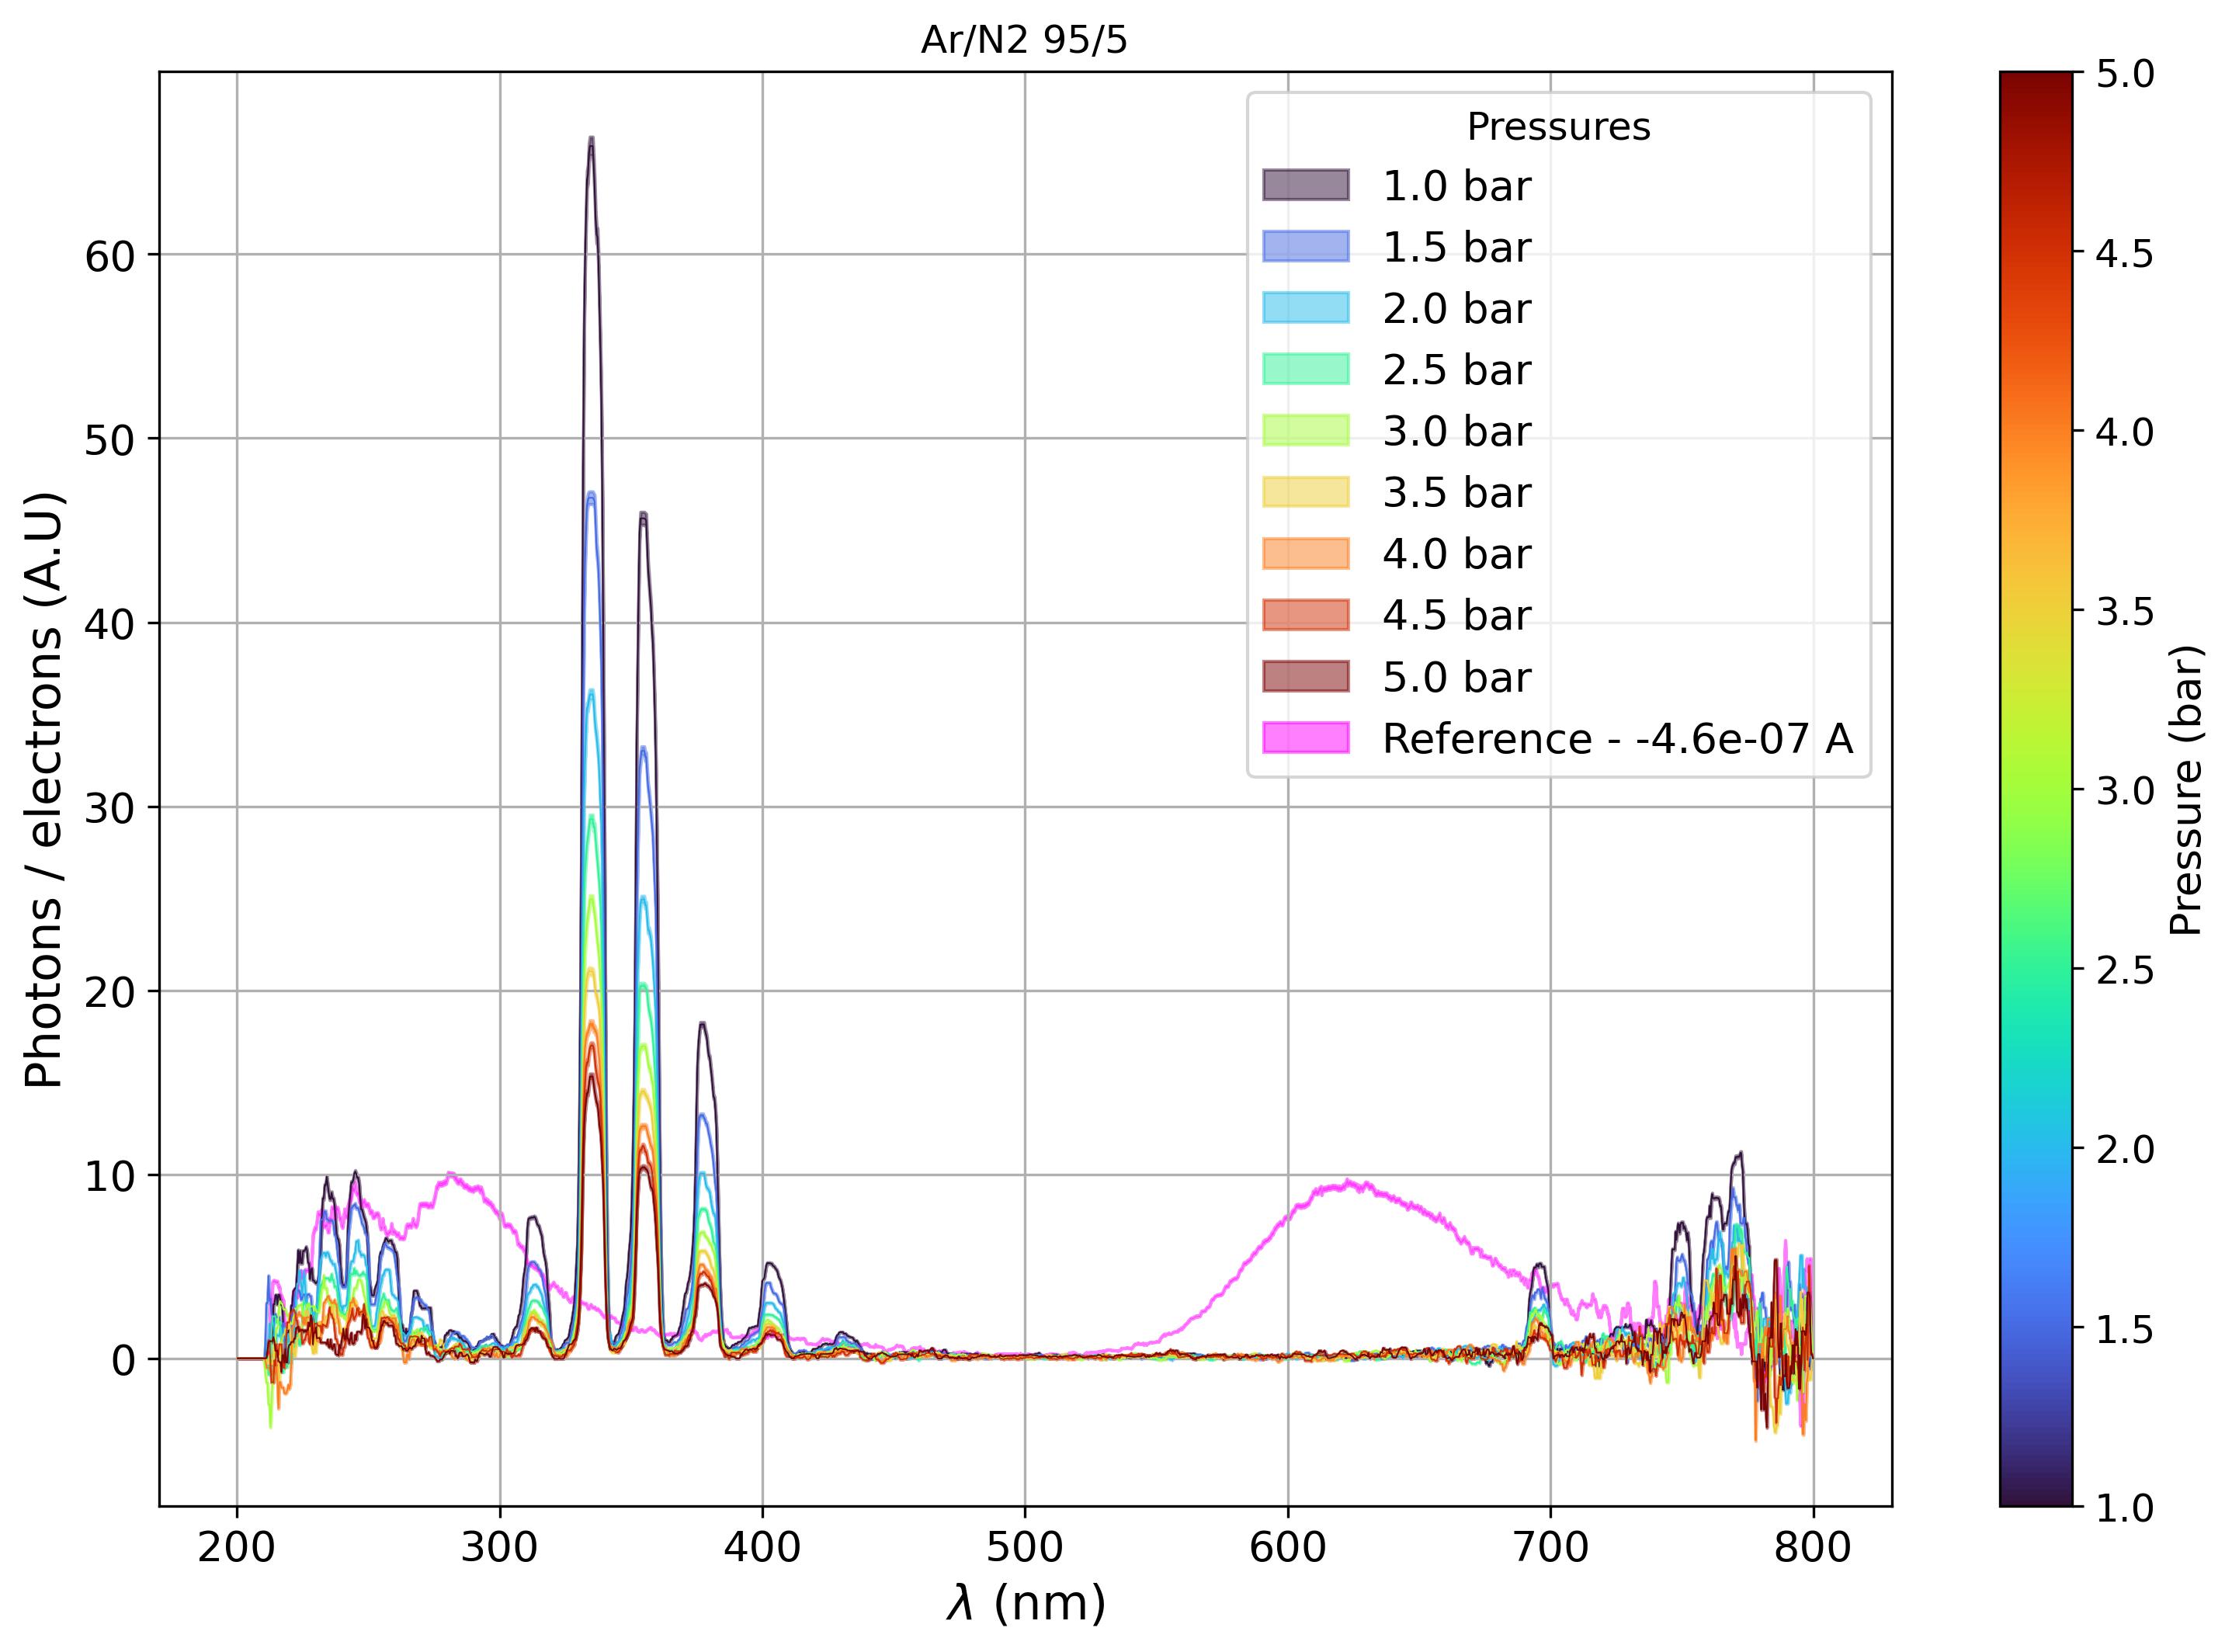 Ar/N2 95/5
Photons / electrons (A.U)
60
50
40
30
20
10
0
200 300 400 500 600 700 800
λ (nm)
Pressures
1.0 bar
1.5 bar
2.0 bar
2.5 bar
3.0 bar
3.5 bar
4.0 bar
4.5 bar
5.0 bar
Reference - -4.6e-07 A
5.0
4.5
4.0
3.5
3.0
2.5
2.0
1.5
1.0
Pressure (bar)